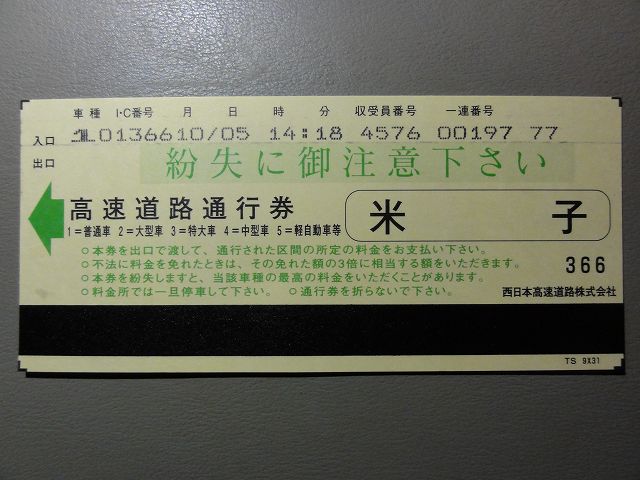 車種 I・C番号 月 日 時 分 収受員番号 一連番号
入口 1 01366 10/05 14:18 4576 00197 77
出口
紛失に御注意下さい
高速道路通行券
1=普通車 2=大型車 3=特大車 4=中型車 5=軽自動車等
米子
○本券を出口で渡して、通行された区間の所定の料金をお支払い下さい。
○不法に料金を免れたときは、その免れた額の3倍に相当する額をいただきます。
○本券を紛失しますと、当該車種の最高の料金をいただくことがあります。
○料金所では一旦停車して下さい。 ○通行券を折らないで下さい。
366
西日本高速道路株式会社
TS 9X31